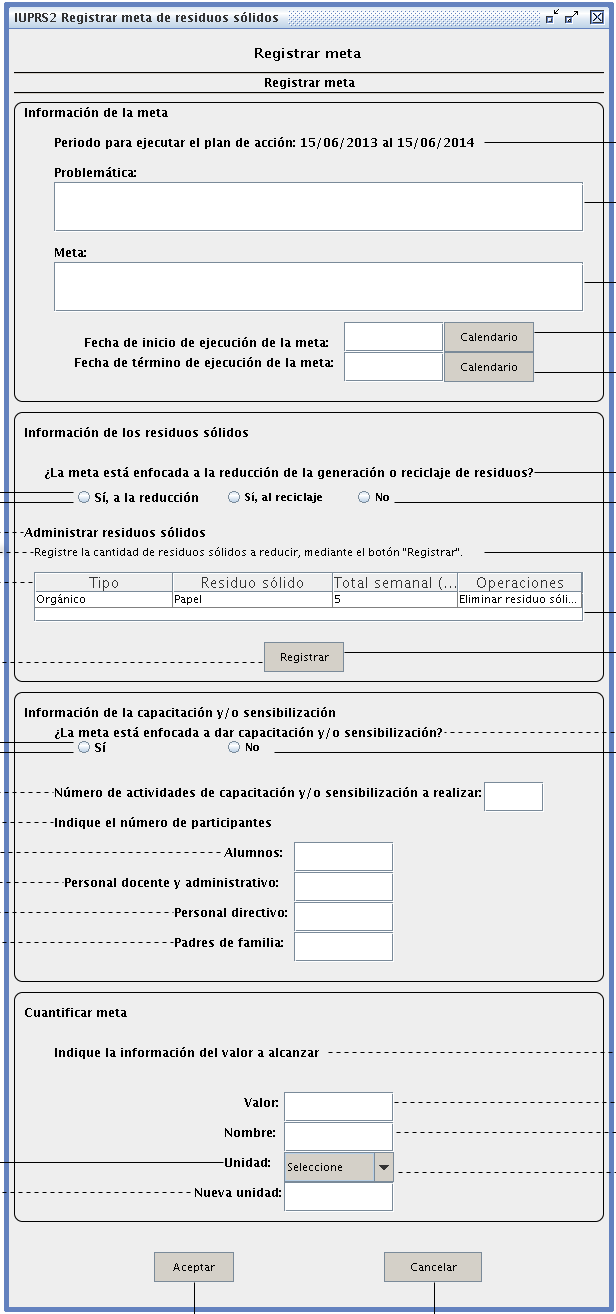 IUPRS2 Registrar meta de residuos sólidos
Registrar meta
Registrar meta
Información de la meta
Periodo para ejecutar el plan de acción: 15/06/2013 al 15/06/2014
Problemática:
Meta:
Fecha de inicio de ejecución de la meta: Calendario
Fecha de término de ejecución de la meta: Calendario
Información de los residuos sólidos
¿La meta está enfocada a la reducción de la generación o reciclaje de residuos?
Sí, a la reducción Sí, al reciclaje No
Administrar residuos sólidos
Registre la cantidad de residuos sólidos a reducir, mediante el botón "Registrar".
Tipo Residuo sólido Total semanal (... Operaciones
Orgánico Papel 5 Eliminar residuo sóli...
Registrar
Información de la capacitación y/o sensibilización
¿La meta está enfocada a dar capacitación y/o sensibilización?
Sí No
Número de actividades de capacitación y/o sensibilización a realizar:
Indique el número de participantes
Alumnos:
Personal docente y administrativo:
Personal directivo:
Padres de familia:
Cuantificar meta
Indique la información del valor a alcanzar
Valor:
Nombre:
Unidad: Seleccione
Nueva unidad:
Aceptar Cancelar